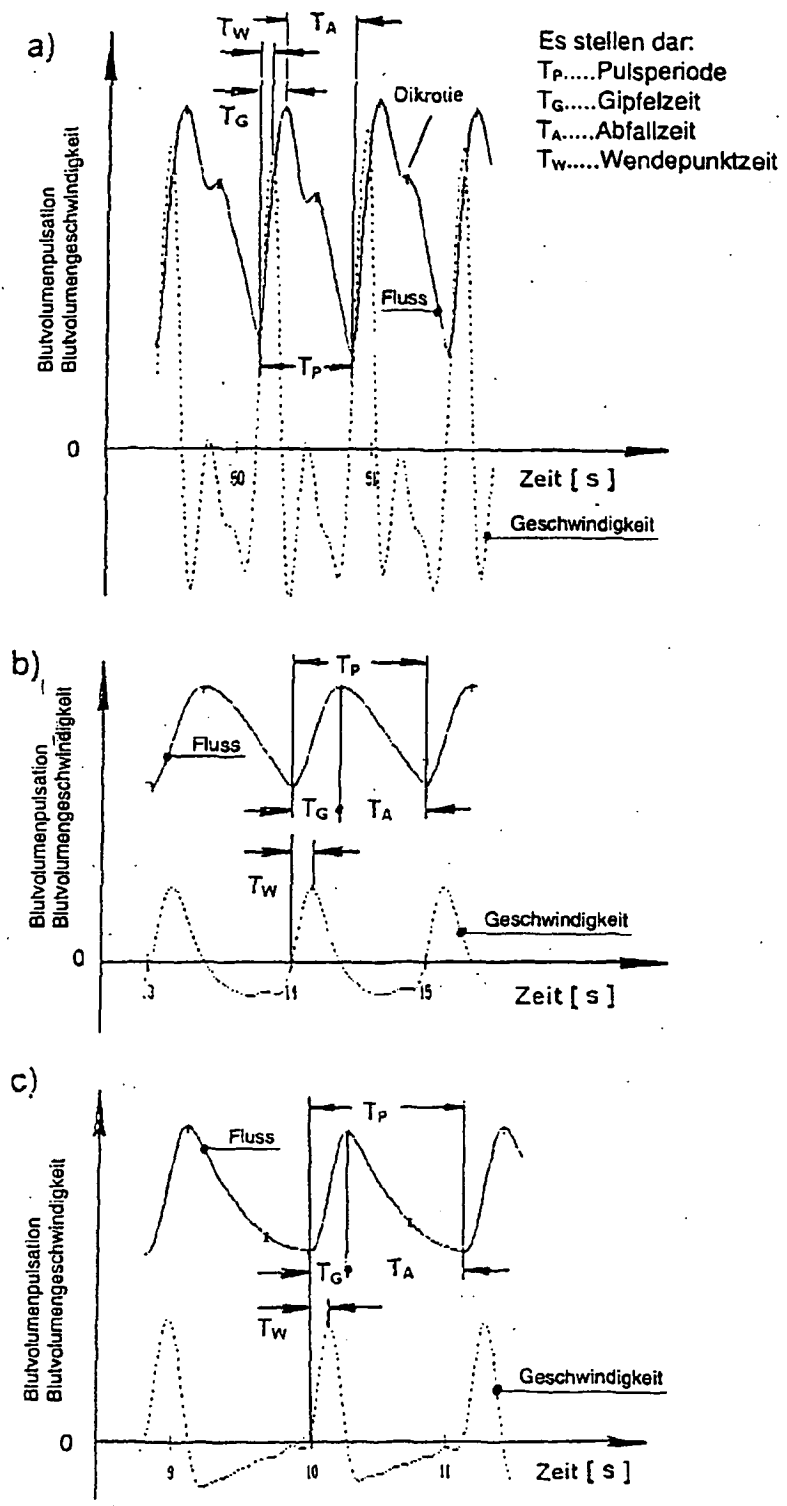 a)
TW
TA
TG
Dikrotie
Es stellen dar:
TP.....Pulsperiode
TG.....Gipfelzeit
TA.....Abfallzeit
TW.....Wendepunktzeit
Blutvolumenpulsation
Blutvolumengeschwindigkeit
Fluss
TP
0
50
51
Zeit [ s ]
Geschwindigkeit
b)
TP
Blutvolumenpulsation
Blutvolumengeschwindigkeit
Fluss
TG
TA
TW
Geschwindigkeit
0
14
15
Zeit [ s ]
c)
TP
Blutvolumenpulsation
Blutvolumengeschwindigkeit
Fluss
TG
TA
TW
Geschwindigkeit
0
9
10
11
Zeit [ s ]